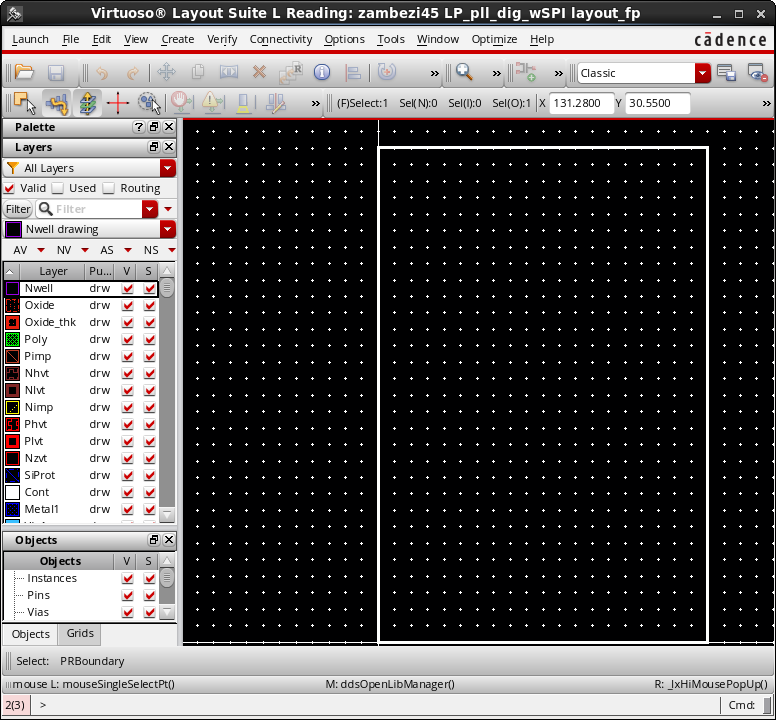 Virtuoso® Layout Suite L Reading: zambezi45 LP_pll_dig_wSPI layout_fp
Launch File Edit View Create Verify Connectivity Options Tools Window Optimize Help cādence
» » » Classic
» (F)Select:1 Sel(N):0 Sel(I):0 Sel(O):1 X 131.2800 Y 30.5500 »
Palette ?
Layers
All Layers
Valid Used Routing
Filter Filter
Nwell drawing
AV NV AS NS
Layer Pu... V S
Nwell drw
Oxide drw
Oxide_thk drw
Poly drw
Pimp drw
Nhvt drw
Nlvt drw
Nimp drw
Phvt drw
Plvt drw
Nzvt drw
SiProt drw
Cont drw
Metal1 drw
Objects
Objects V S
Instances
Pins
Vias
Objects Grids
Select: PRBoundary
mouse L: mouseSingleSelectPt() M: ddsOpenLibManager() R: _lxHiMousePopUp()
2(3) > Cmd: